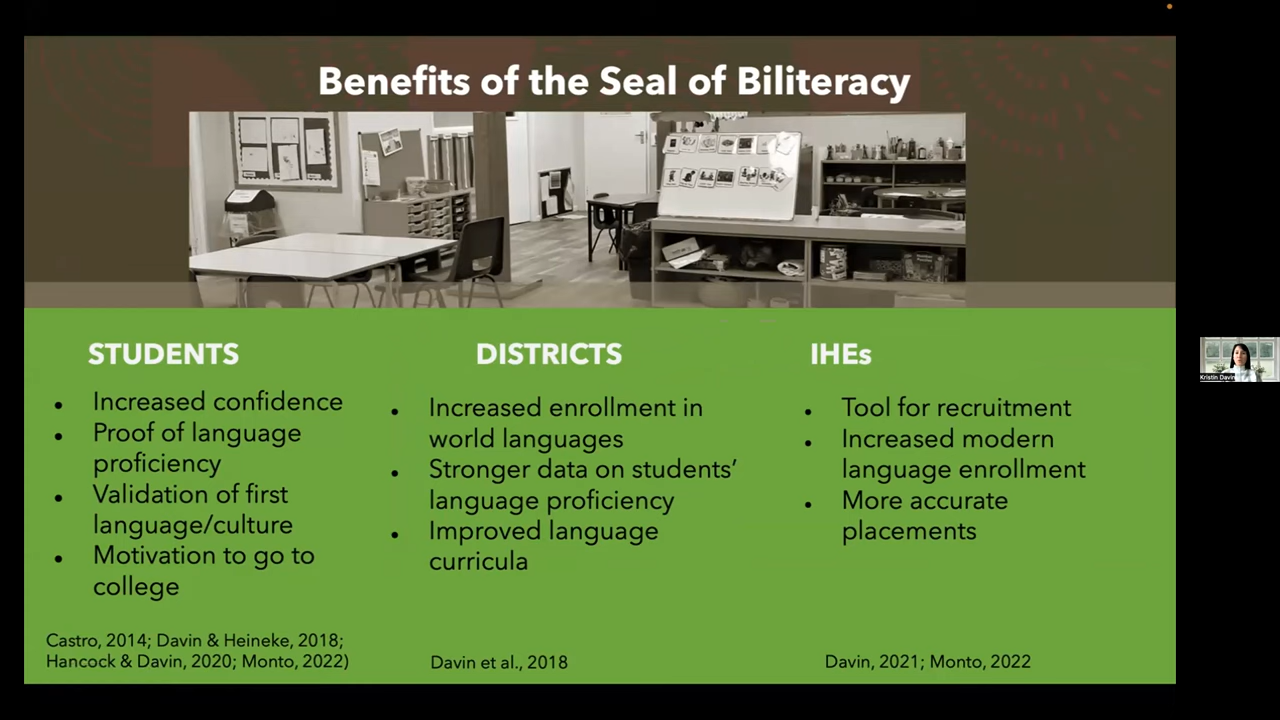 Benefits of the Seal of Biliteracy
STUDENTS
• Increased confidence
• Proof of language
proficiency
• Validation of first
language/culture
• Motivation to go to
college
Castro, 2014; Davin & Heineke, 2018;
Hancock & Davin, 2020; Monto, 2022)
DISTRICTS
• Increased enrollment in
world languages
• Stronger data on students’
language proficiency
• Improved language
curricula
Davin et al., 2018
IHEs
• Tool for recruitment
• Increased modern
language enrollment
• More accurate
placements
Davin, 2021; Monto, 2022
Kristin Davin